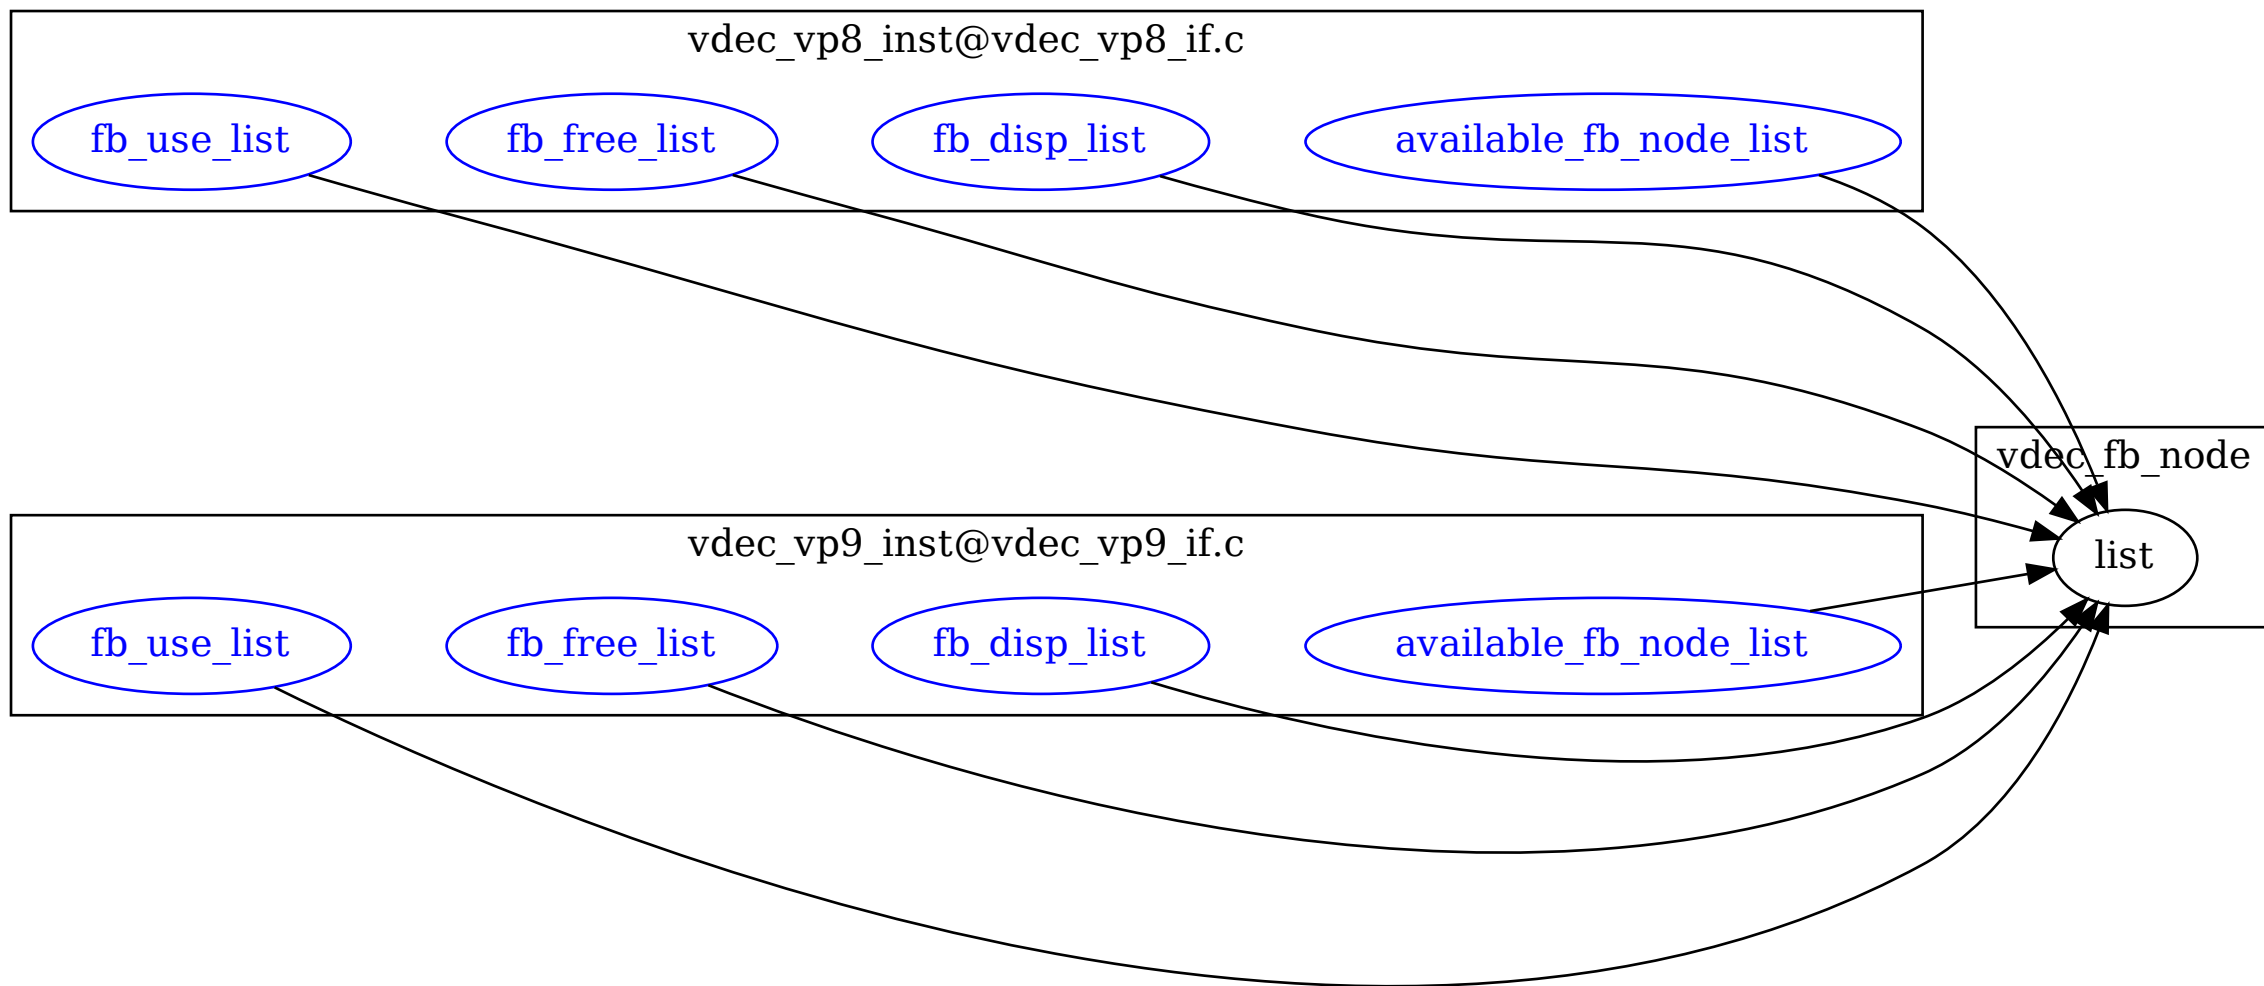 vdec_vp8_inst@vdec_vp8_if.c
fb_use_list
fb_free_list
fb_disp_list
available_fb_node_list
vdec_fb_node
list
vdec_vp9_inst@vdec_vp9_if.c
fb_use_list
fb_free_list
fb_disp_list
available_fb_node_list